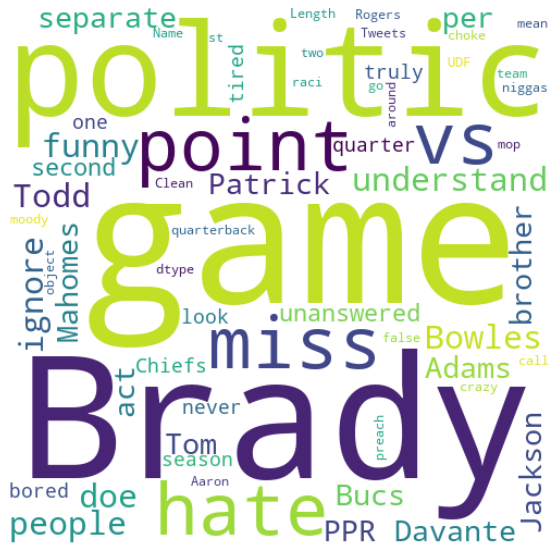 separate
Length
Rogers
per
Name
st
Tweets
choke
mean
politic
two
UDF
team
tired
raci
truly
go
niggas
around
one
point
quarter
vs
mop
funny
second
Clean
Patrick
understand
Todd
game
moody
ignore
object
Mahomes
quarterback
dtype
brother
look
unanswered
miss
false
Bowles
act
Chiefs
Adams
call
crazy
Brady
never
Tom
season
preach
Jackson
bored
doe
Aaron
hate
Bucs
people
PPR
Davante